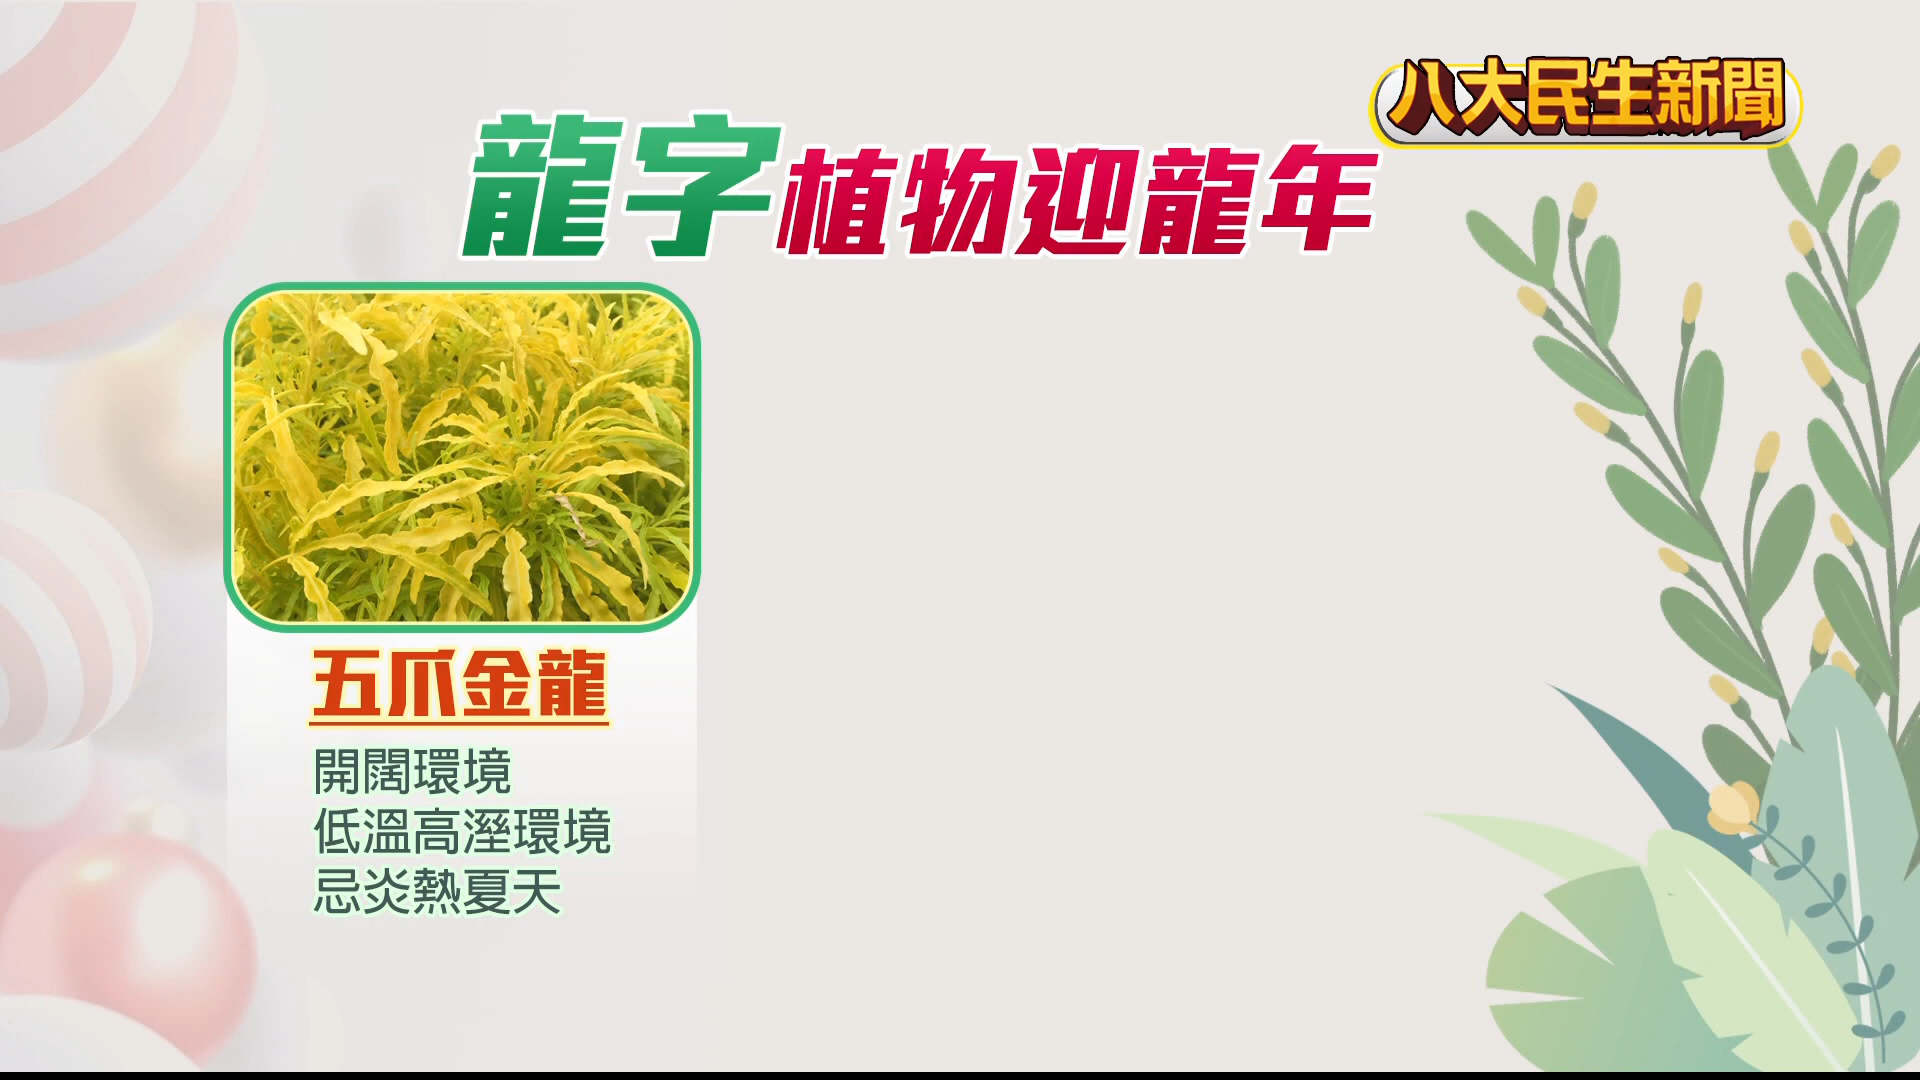 八大民生新聞
龍字植物迎龍年
五爪金龍
開闊環境
低溫高溼環境
忌炎熱夏天